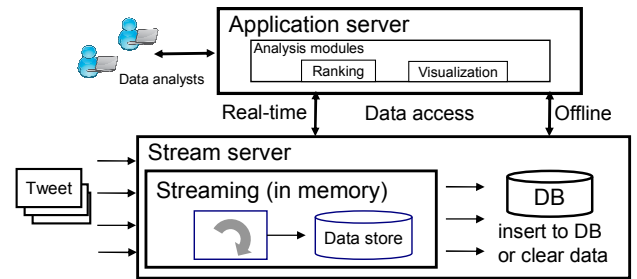 Application server
Analysis modules
Ranking
Visualization
Data analysts
Real-time
Data access
Offline
Stream server
Tweet
Streaming (in memory)
Data store
DB
insert to DB
or clear data